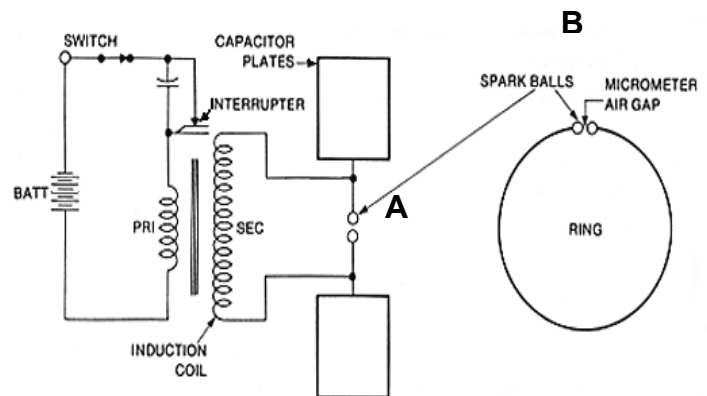 B
SWITCH
CAPACITOR
PLATES
SPARK BALLS
MICROMETER
AIR GAP
INTERRUPTER
BATT
PRI
SEC
A
RING
INDUCTION
COIL